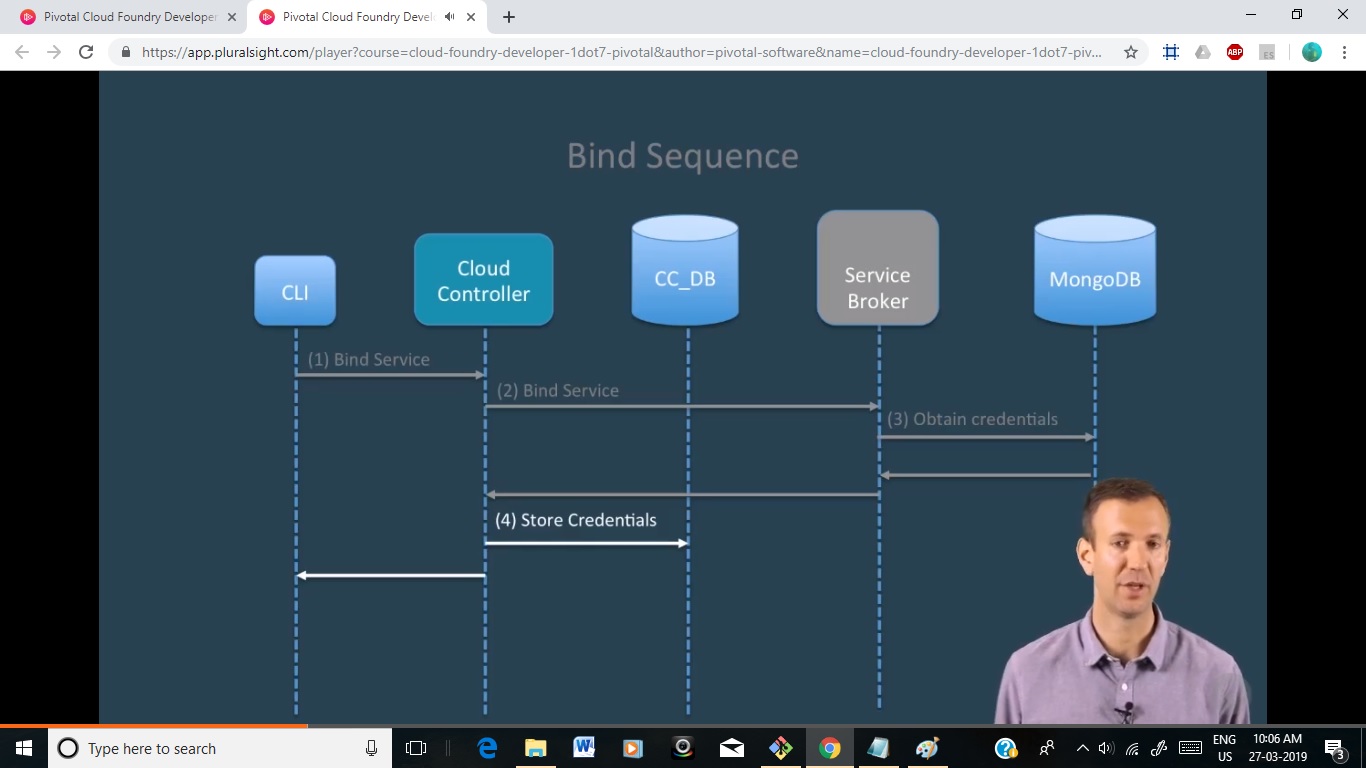 Pivotal Cloud Foundry Developer
Pivotal Cloud Foundry Devel
https://app.pluralsight.com/player?course=cloud-foundry-developer-1dot7-pivotal&author=pivotal-software&name=cloud-foundry-developer-1dot7-piv...
ABP
ES
Bind Sequence
CLI
Cloud
Controller
CC_DB
Service
Broker
MongoDB
(1) Bind Service
(2) Bind Service
(3) Obtain credentials
(4) Store Credentials
Type here to search
ENG
US
10:06 AM
27-03-2019
3